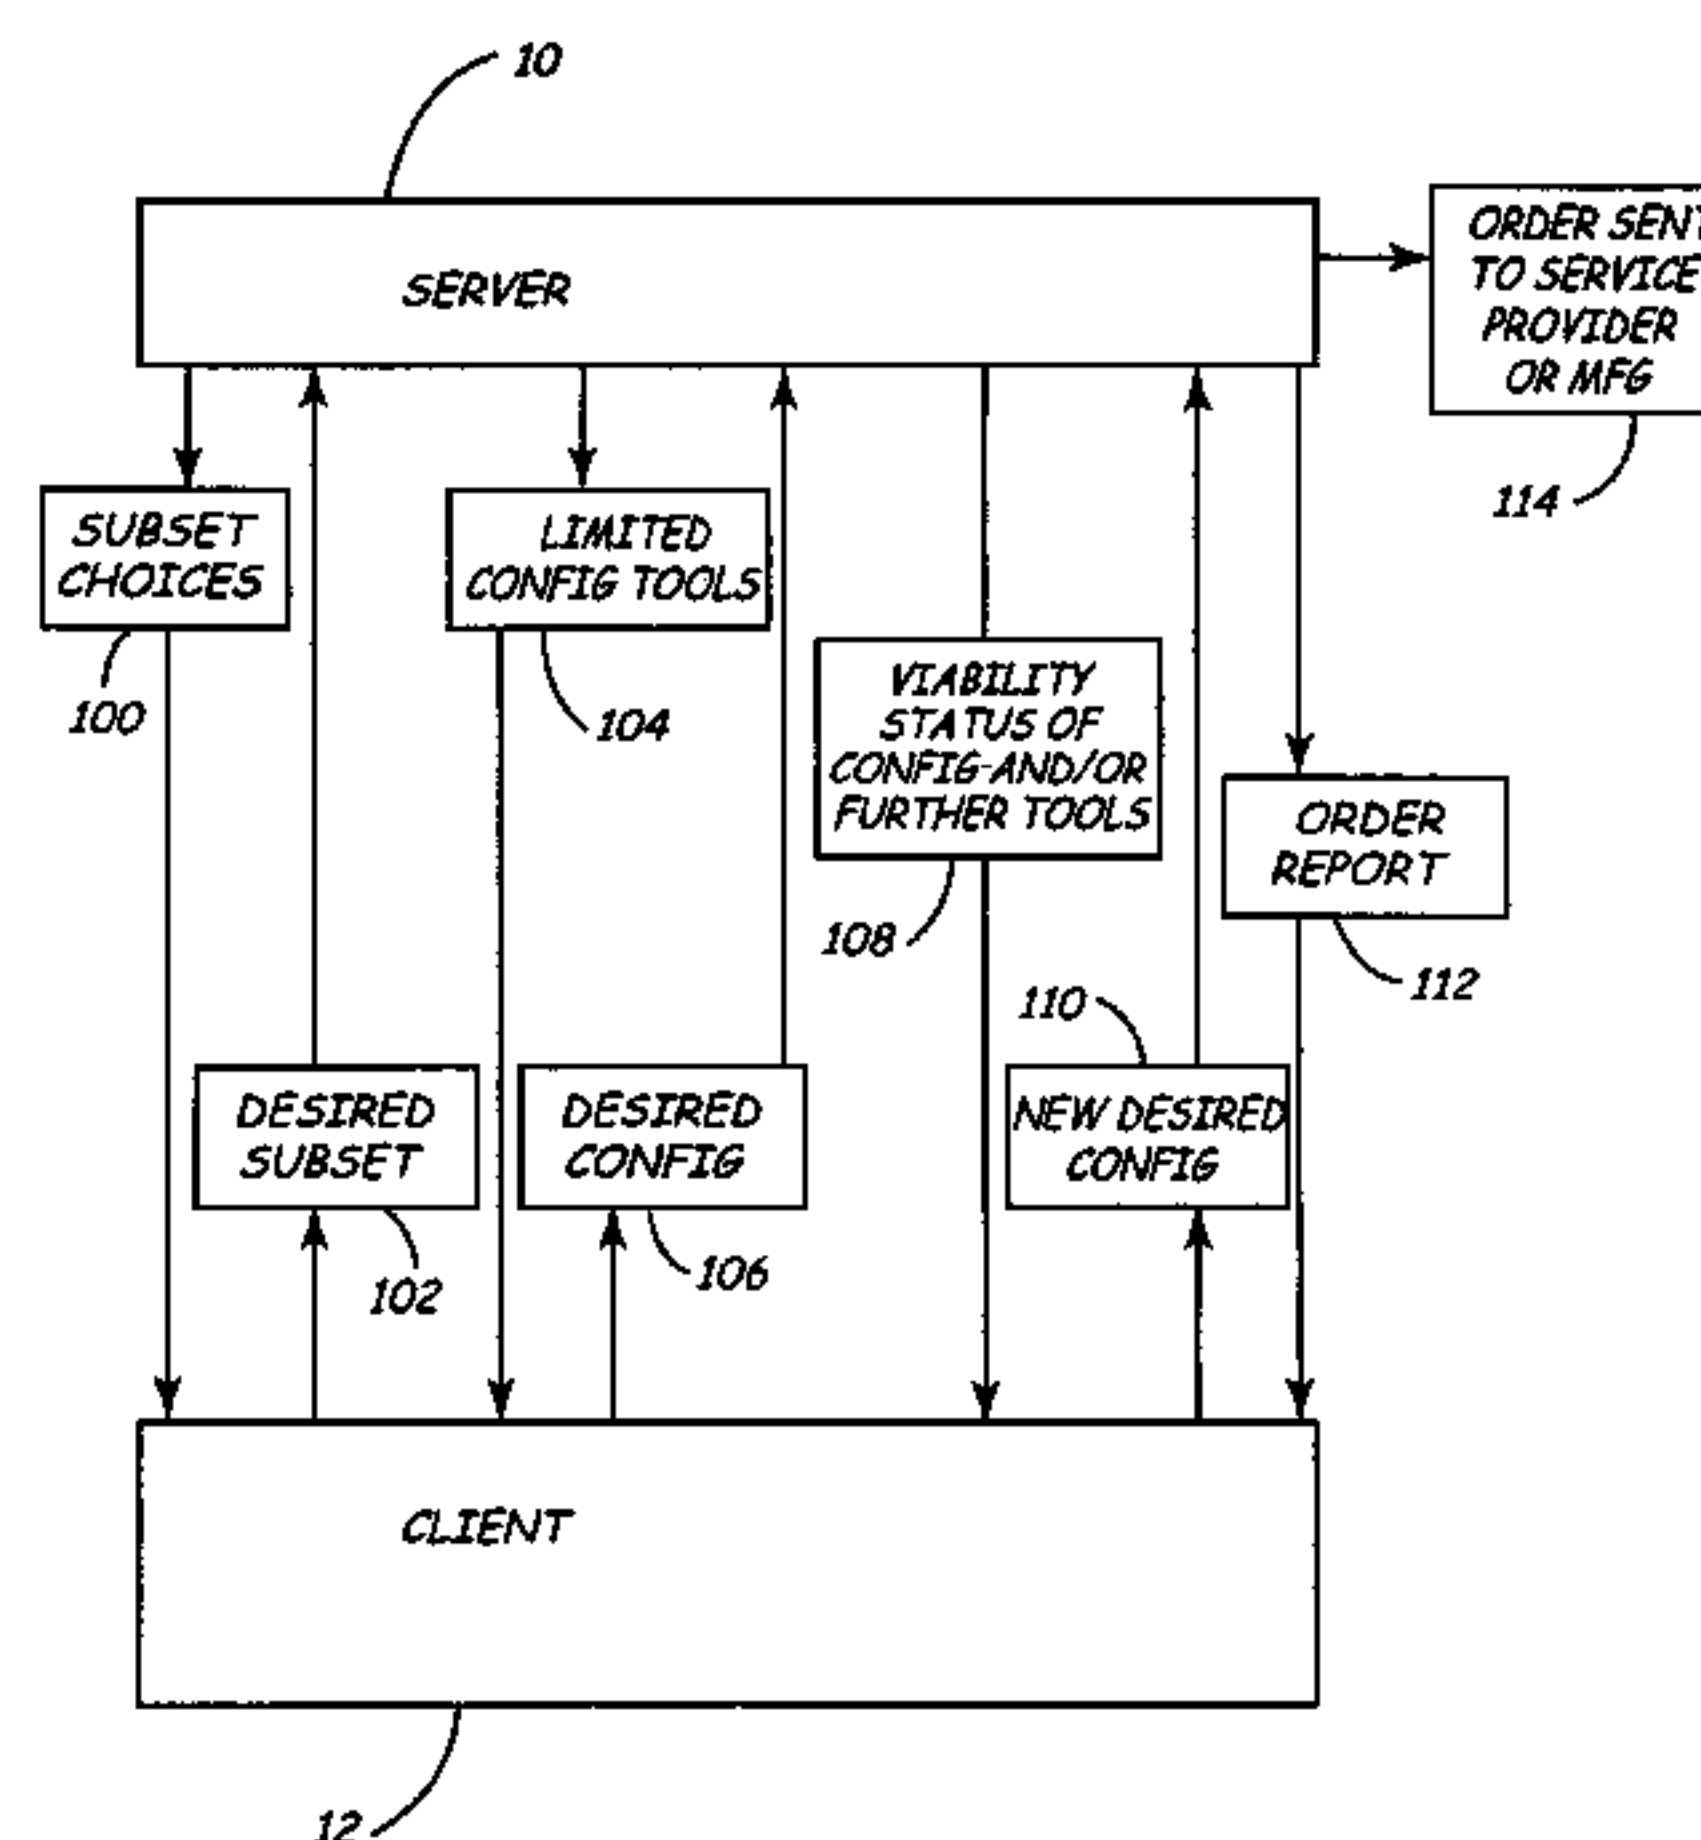 10
SERVER
ORDER SENT
TO SERVICE
PROVIDER
OR MFG
114
SUBSET
CHOICES
100
LIMITED
CONFIG TOOLS
104
VIABILITY
STATUS OF
CONFIG-AND/OR
FURTHER TOOLS
108
ORDER
REPORT
112
110
DESIRED
SUBSET
102
DESIRED
CONFIG
106
NEW DESIRED
CONFIG
CLIENT
12